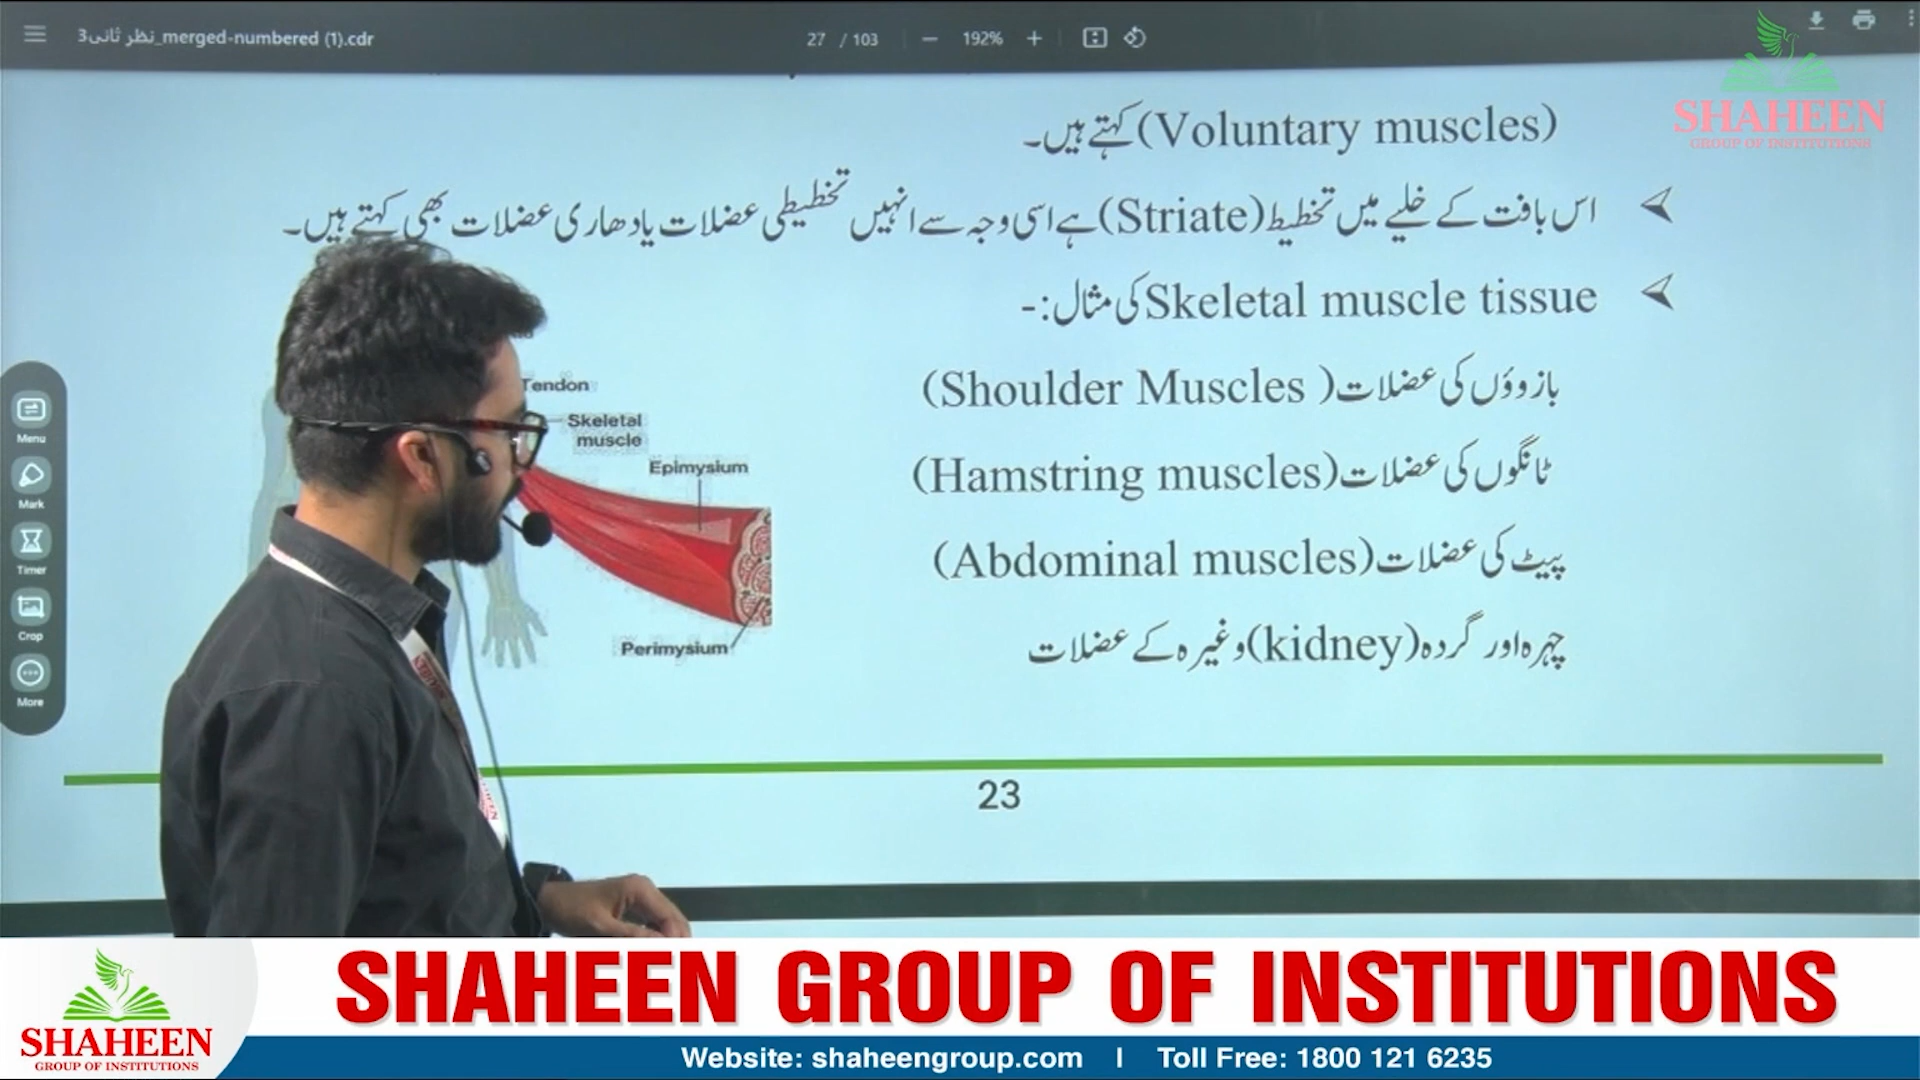 نظر ثانی3_merged-numbered (1).cdr
27 / 103
192%
SHAHEEN
GROUP OF INSTITUTIONS
(Voluntary muscles) کہتے ہیں۔
اس بافت کے خلیے میں تخطیط (Striate) ہے اسی وجہ سے انہیں تخطیطی عضلات یا دھاری عضلات بھی کہتے ہیں۔
Skeletal muscle tissue کی مثال:-
بازوؤں کی عضلات (Shoulder Muscles )
ٹانگوں کی عضلات (Hamstring muscles)
پیٹ کی عضلات (Abdominal muscles)
چہرہ اور گردہ (kidney) وغیرہ کے عضلات
Tendon
Skeletal
muscle
Epimysium
Perimysium
23
Menu
Mark
Timer
Crop
More
SHAHEEN
GROUP OF INSTITUTIONS
SHAHEEN GROUP OF INSTITUTIONS
Website: shaheengroup.com | Toll Free: 1800 121 6235